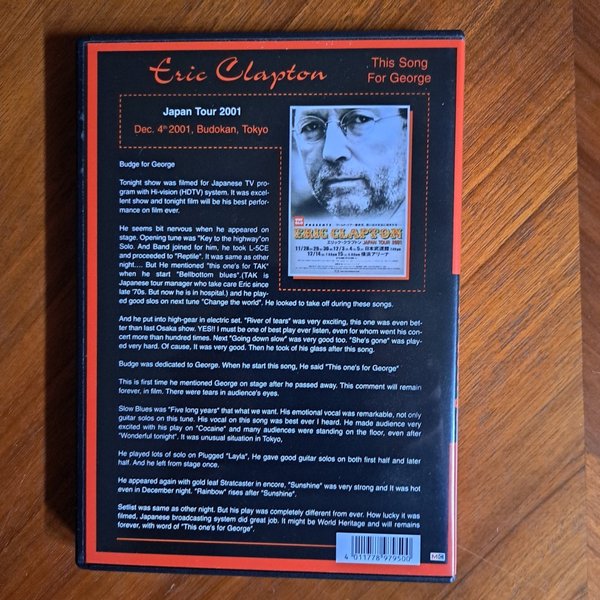 Eric Clapton
This Song
For George
Japan Tour 2001
Dec. 4th 2001, Budokan, Tokyo
Budge for George
Tonight show was filmed for Japanese TV pro-
gram with Hi-vision (HDTV) system. It was excel-
lent show and tonight film will be his best perfor-
mance on film ever.
He seems bit nervous when he appeared on
stage. Opening tune was "Key to the highway"on
Solo. And Band joined for him, he took L-5CE
and proceeded to "Reptile". It was same as other
night.... But He mentioned "this one's for TAK"
when he start "Bellbottom blues".(TAK is
Japanese tour manager who take care Eric since
late '70s. But now he is in hospital.) and he play-
ed good slos on next tune "Change the world". He looked to take off during these songs.
And he put into high-gear in electric set. "River of tears" was very exciting, this one was even bet-
ter than last Osaka show. YES!! I must be one of best play ever listen, even for whom went his con-
cert more than hundred times. Next "Going down slow" was very good too. "She's gone" was play-
ed very hard. Of cause, It was very good. Then he took of his glass after this song.
Budge was dedicated to George. When he start this song, He said "This one's for George"
This is first time he mentioned George on stage after he passed away. This comment will remain
forever, in film. There were tears in audience's eyes.
Slow Blues was "Five long years" that what we want. His emotional vocal was remarkable, not only
guitar solos on this tune. His vocal on this song was best ever I heard. He made audience very
excited with his play on "Cocaine" and many audiences were standing on the floor, even after
"Wonderful tonight". It was unusual situation in Tokyo,
He played lots of solo on Plugged "Layla", He gave good guitar solos on both first half and later
half. And he left from stage once.
He appeared again with gold leaf Stratcaster in encore, "Sunshine" was very strong and It was hot
even in December night. "Rainbow" rises after "Sunshine".
Setlist was same as other night. But his play was completely different from ever. How lucky it was
filmed, Japanese broadcasting system did great job. It might be World Heritage and will remains
forever, with word of "This one's for George".
PRESENTS
ERIC CLAPTON
エリック・クラプトン JAPAN TOUR 2001
4 011778 979500